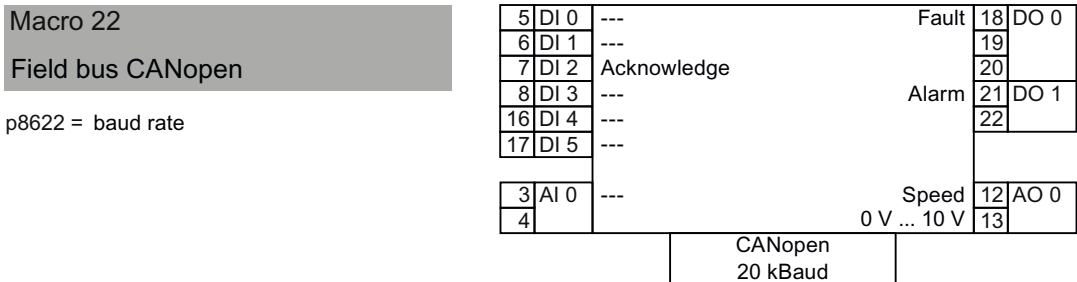 Macro 22
Field bus CANopen
p8622 = baud rate
5 DI 0 --- Fault 18 DO 0
6 DI 1 --- 19
7 DI 2 Acknowledge 20
8 DI 3 --- Alarm 21 DO 1
16 DI 4 --- 22
17 DI 5 ---
3 AI 0 --- Speed 12 AO 0
4 0 V ... 10 V 13
CANopen
20 kBaud